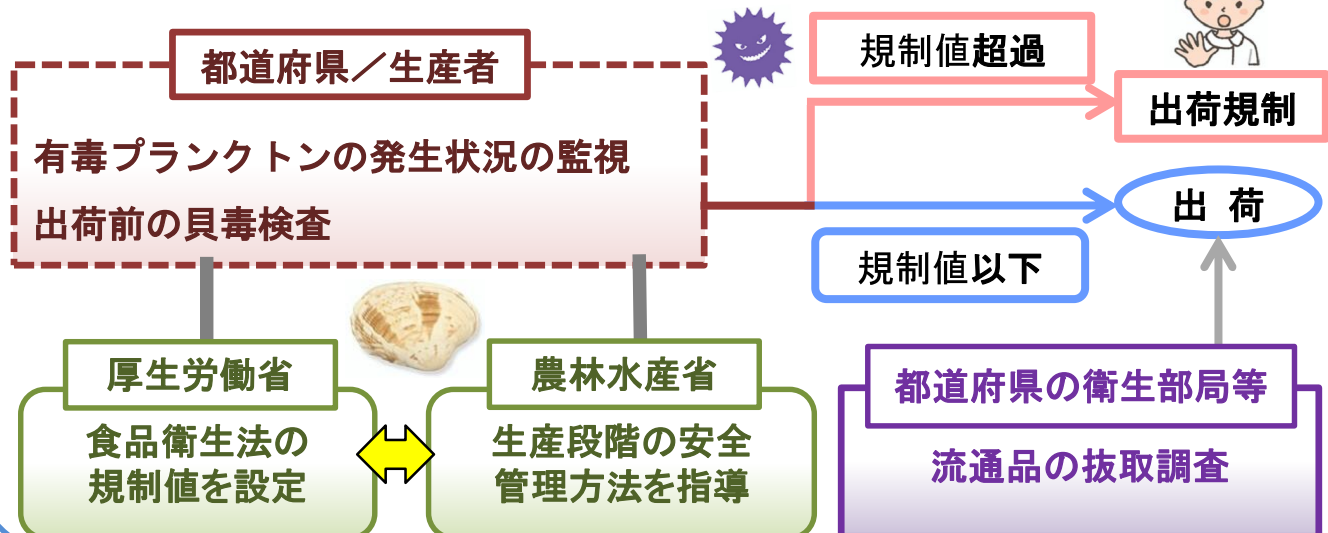 都道府県／生産者
有毒プランクトンの発生状況の監視
出荷前の貝毒検査
規制値超過
出荷規制
出 荷
規制値以下
厚生労働省
食品衛生法の
規制値を設定
農林水産省
生産段階の安全
管理方法を指導
都道府県の衛生部局等
流通品の抜取調査